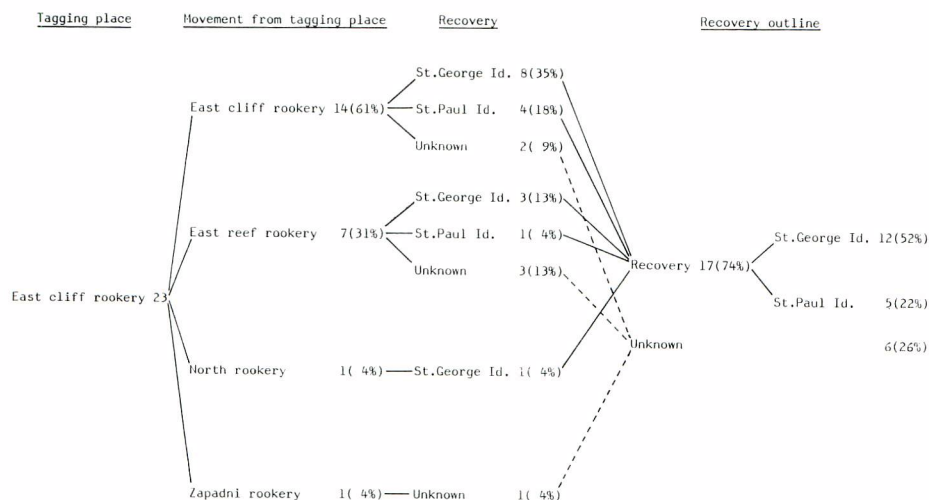 Tagging place Movement from tagging place Recovery Recovery outline
St.George Id. 8(35%)
East cliff rookery 14(61%) St.Paul Id. 4(18%)
Unknown 2( 9%)
St.George Id. 3(13%)
East reef rookery 7(31%) St.Paul Id. 1( 4%)
Unknown 3(13%)
St.George Id. 12(52%)
Recovery 17(74%)
St.Paul Id. 5(22%)
East cliff rookery 23
Unknown 6(26%)
North rookery 1( 4%) St.George Id. 1( 4%)
Zapadni rookery 1( 4%) Unknown 1( 4%)